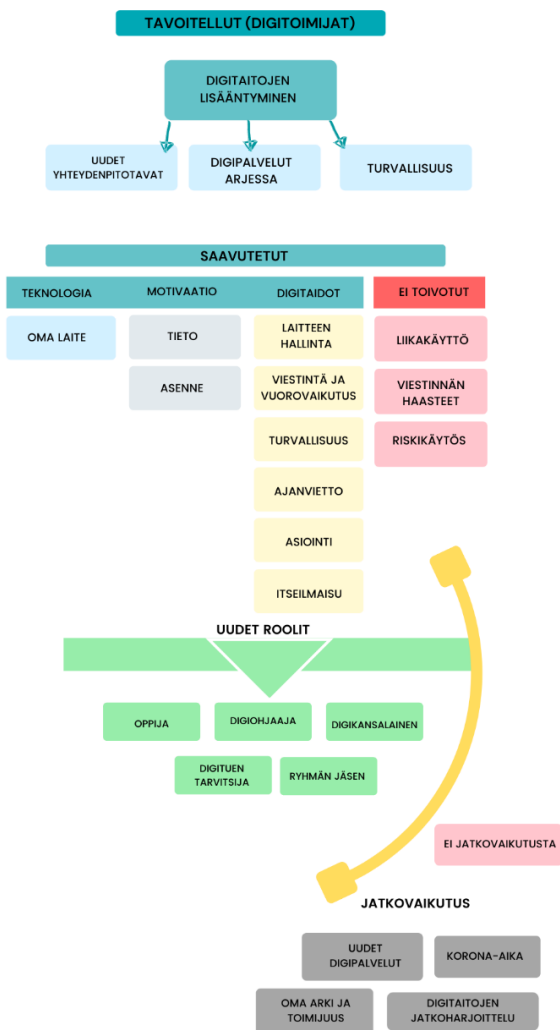 TAVOITELLUT (DIGITOIMIJAT)
DIGITAITOJEN
LISÄÄNTYMINEN
UUDET
YHTEYDENPITOTAVAT
DIGIPALVELUT
ARJESSA
TURVALLISUUS
SAAVUTETUT
TEKNOLOGIA
MOTIVAATIO
DIGITAIDOT
EI TOIVOTUT
OMA LAITE
TIETO
ASENNE
LAITTEEN
HALLINTA
VIESTINTÄ JA
VUOROVAIKUTUS
TURVALLISUUS
AJANVIETTO
ASIOINTI
ITSEILMAISU
LIIKAKÄYTTÖ
VIESTINNÄN
HAASTEET
RISKIKÄYTÖS
UUDET ROOLIT
OPPIJA
DIGIOHJAAJA
DIGIKANSALAINEN
DIGITUEN
TARVITSIJA
RYHMÄN JÄSEN
EI JATKOVAIKUTUSTA
JATKOVAIKUTUS
UUDET
DIGIPALVELUT
KORONA-AIKA
OMA ARKI JA
TOIMIJUUS
DIGITAITOJEN
JATKOHARJOITTELU